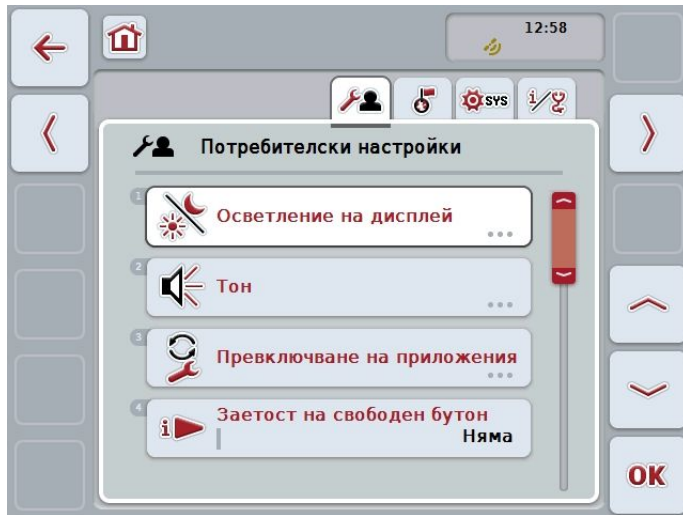 12:58
SYS
i
Потребителски настройки
1
Осветление на дисплей
2
Тон
3
Превключване на приложения
4
Заетост на свободен бутон
i
Няма
OK